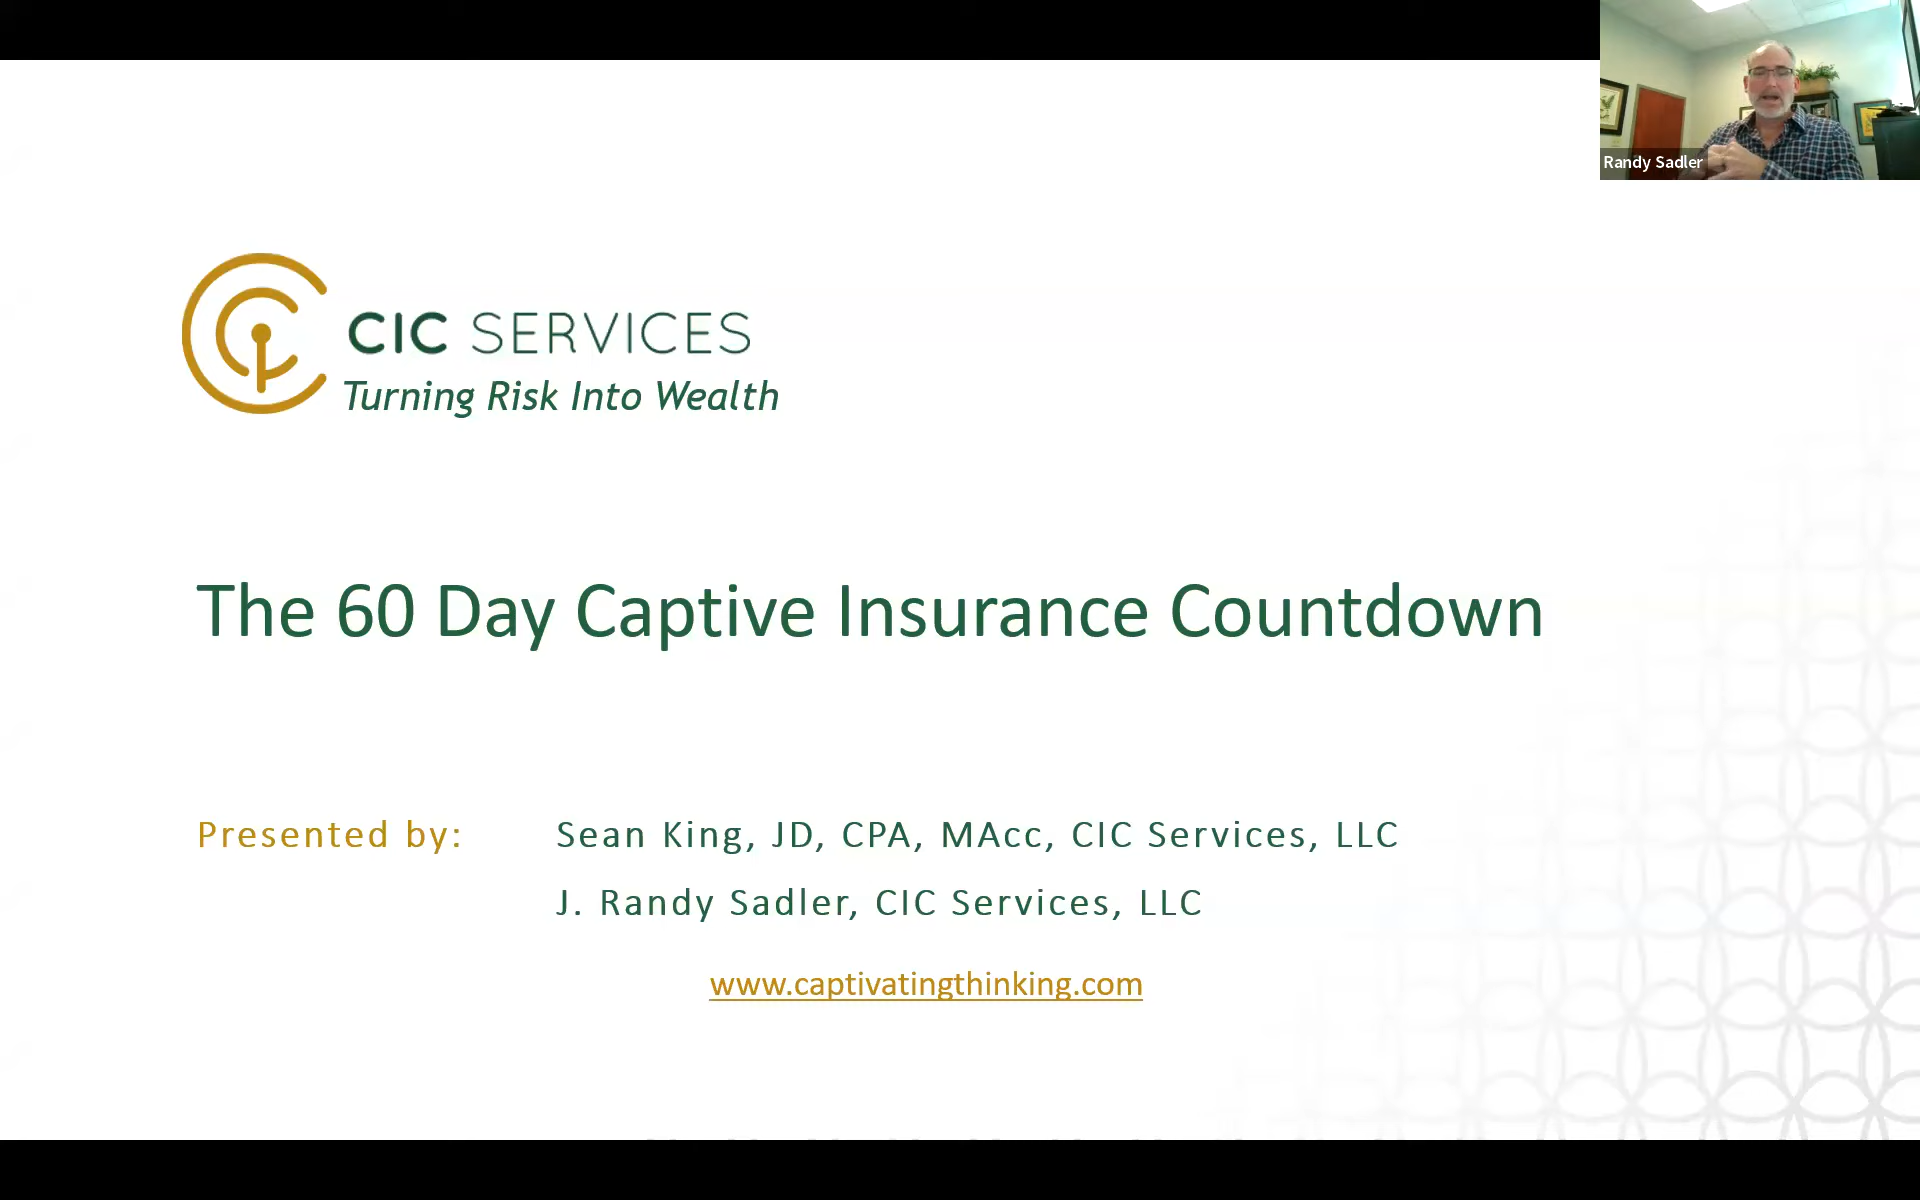 Randy Sadler
CIC SERVICES
Turning Risk Into Wealth
The 60 Day Captive Insurance Countdown
Presented by: Sean King, JD, CPA, MAcc, CIC Services, LLC
J. Randy Sadler, CIC Services, LLC
www.captivatingthinking.com